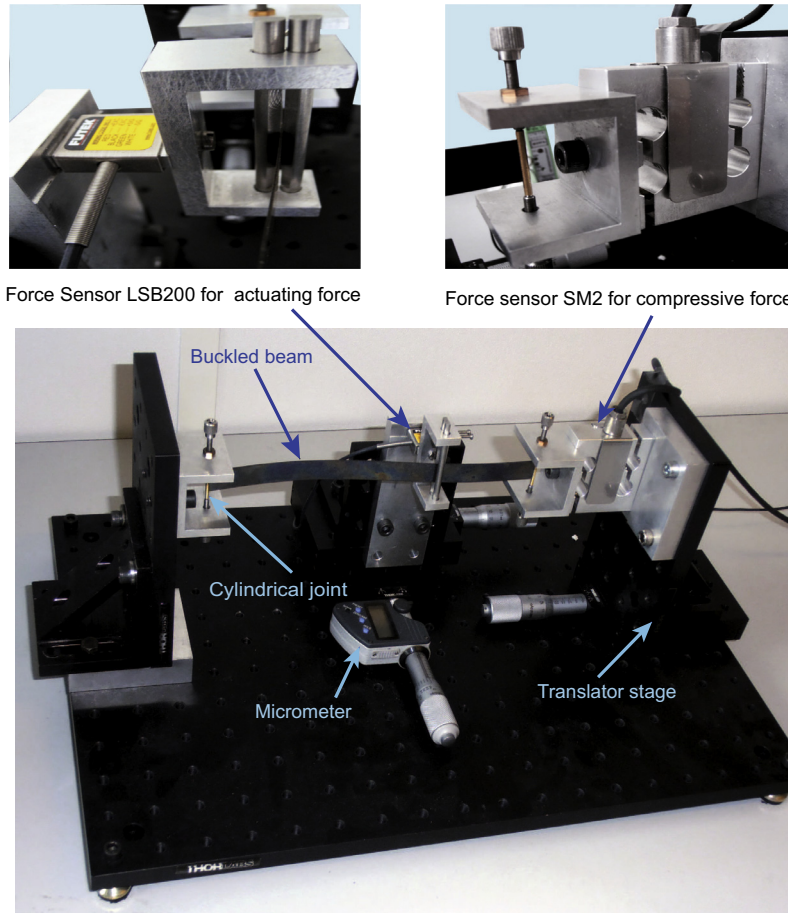 FUTEK
Force Sensor LSB200 for actuating force
Force sensor SM2 for compressive force
Buckled beam
Cylindrical joint
Micrometer
Translator stage
THORLABS